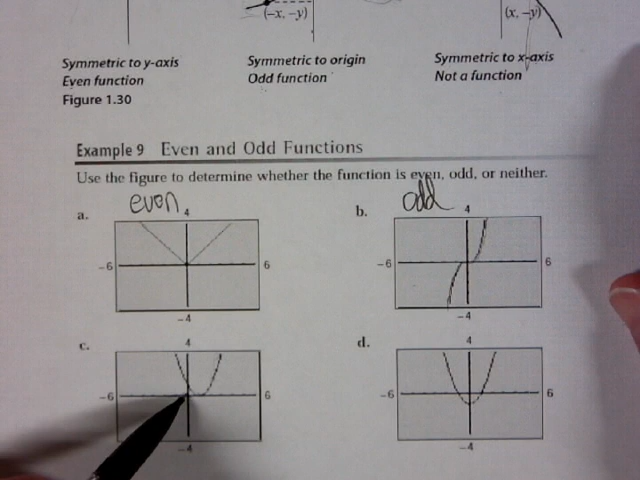 (−x, −y)
(x, −y)
Symmetric to y-axis
Even function
Figure 1.30
Symmetric to origin
Odd function
Symmetric to x-axis
Not a function
Example 9 Even and Odd Functions
Use the figure to determine whether the function is even, odd, or neither.
a. even
4
−6
6
−4
b. odd
4
−6
6
−4
c.
4
−6
6
−4
d.
4
−6
6
−4